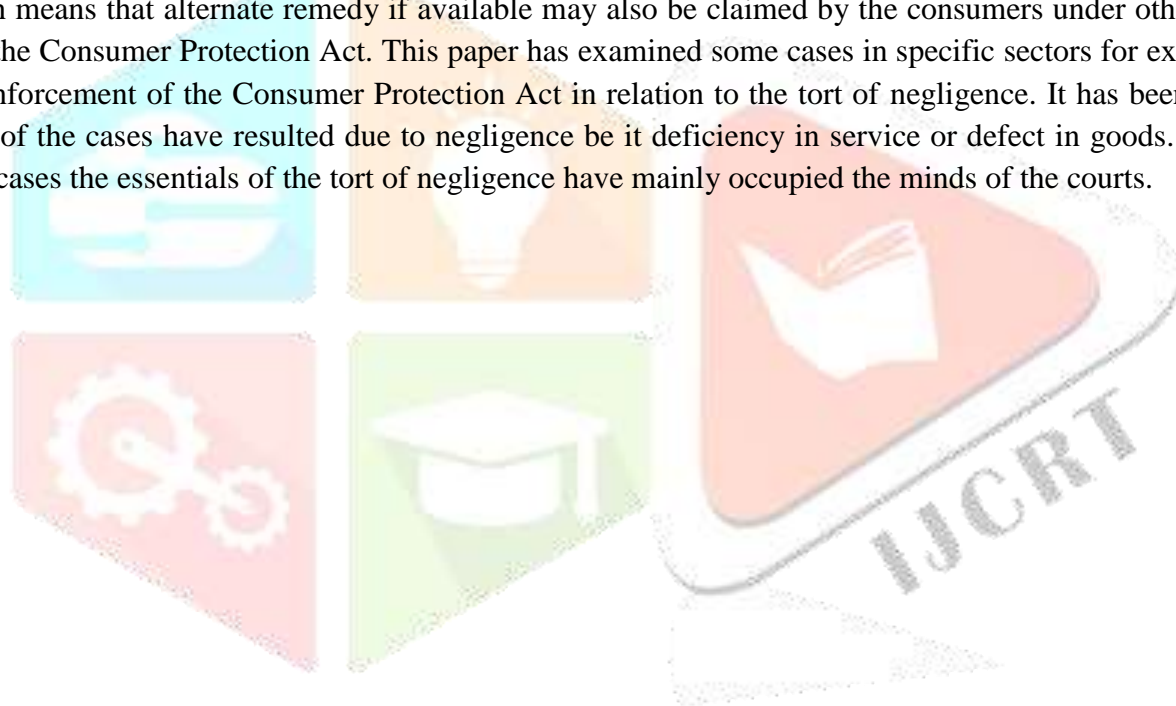 means that alternate remedy if available may also be claimed by the consumers under
the Consumer Protection Act. This paper has examined some cases in specific sectors for
nforcement of the Consumer Protection Act in relation to the tort of negligence. It has been
of the cases have resulted due to negligence be it deficiency in service or defect in goods.
cases the essentials of the tort of negligence have mainly occupied the minds of the courts.
IJCRT